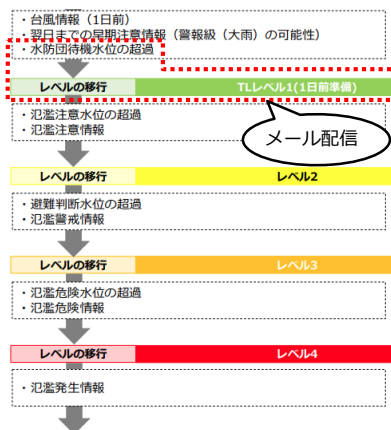 ・台風情報（1日前）
・翌日までの早期注意情報（警報級（大雨）の可能性）
・水防団待機水位の超過
レベルの移行 TLレベル1(1日前準備)
・氾濫注意水位の超過
・氾濫注意情報
メール配信
レベルの移行 レベル2
・避難判断水位の超過
・氾濫警戒情報
レベルの移行 レベル3
・氾濫危険水位の超過
・氾濫危険情報
レベルの移行 レベル4
・氾濫発生情報